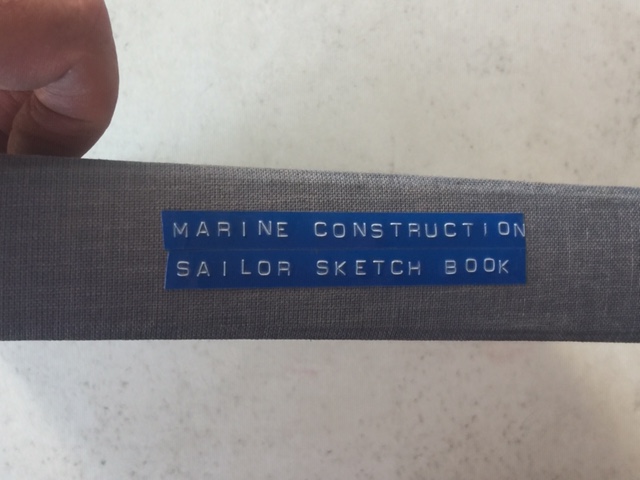 MARINE CONSTRUCTION
SAILOR SKETCH BOOK